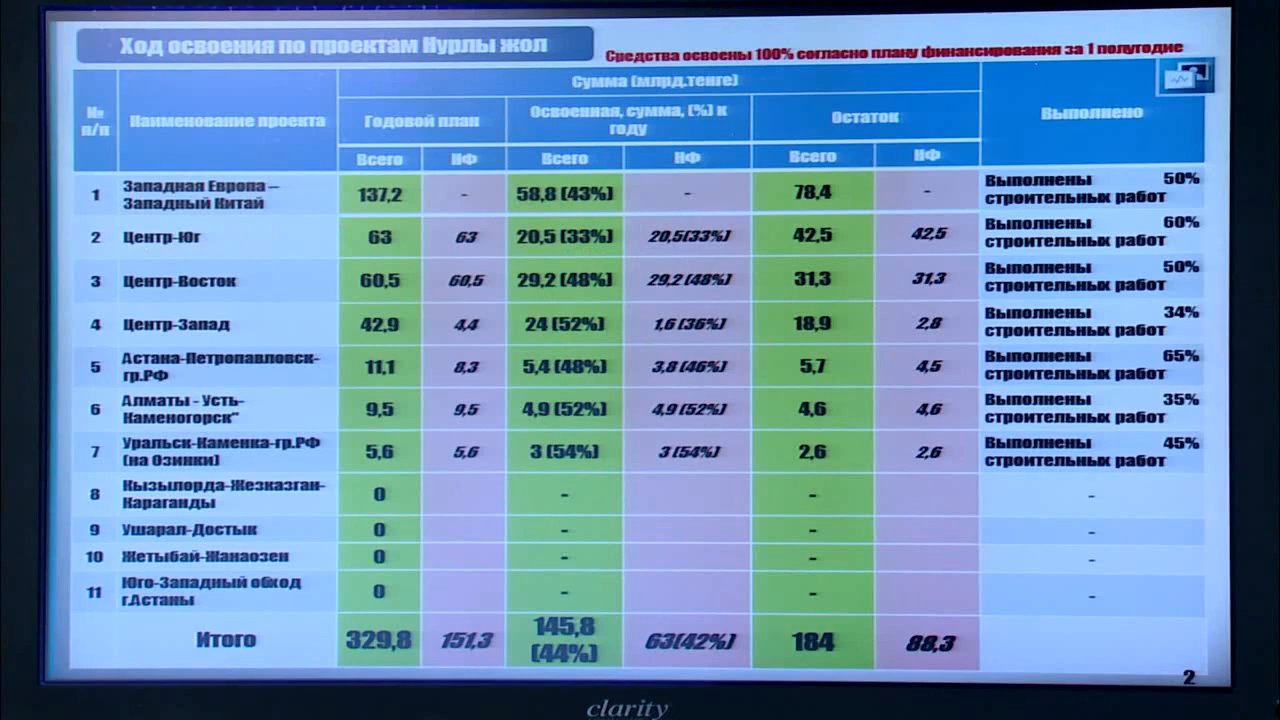 Ход освоения по проектам Нурлы жол
Средства освоены 100% согласно плану финансирования за 1 полугодие
№ п/п
Наименование проекта
Сумма (млрд.тенге)
Выполнено
Годовой план
Освоенная, сумма, (%) к
году
Остаток
Всего НФ Всего НФ Всего НФ
1 Западная Европа – Западный Китай 137,2 - 58,8 (43%) - 78,4 - Выполнены 50% строительных работ
2 Центр-Юг 63 63 20,5 (33%) 20,5(33%) 42,5 42,5 Выполнены 60% строительных работ
3 Центр-Восток 60,5 60,5 29,2 (48%) 29,2 (48%) 31,3 31,3 Выполнены 50% строительных работ
4 Центр-Запад 42,9 4,4 24 (52%) 1,6 (36%) 18,9 2,8 Выполнены 34% строительных работ
5 Астана-Петропавловск-гр.РФ 11,1 8,3 5,4 (48%) 3,8 (46%) 5,7 4,5 Выполнены 65% строительных работ
6 Алматы - Усть-Каменогорск" 9,5 9,5 4,9 (52%) 4,9 (52%) 4,6 4,6 Выполнены 35% строительных работ
7 Уральск-Каменка-гр.РФ (на Озинки) 5,6 5,6 3 (54%) 3 (54%) 2,6 2,6 Выполнены 45% строительных работ
8 Кызылорда-Жезказган-Караганды 0 - - -
9 Ушарал-Достык 0 - - -
10 Жетыбай-Жанаозен 0 - - -
11 Юго-Западный обход г.Астаны 0 - - -
Итого 329,8 151,3 145,8 (44%) 63(42%) 184 88,3
2
clarity